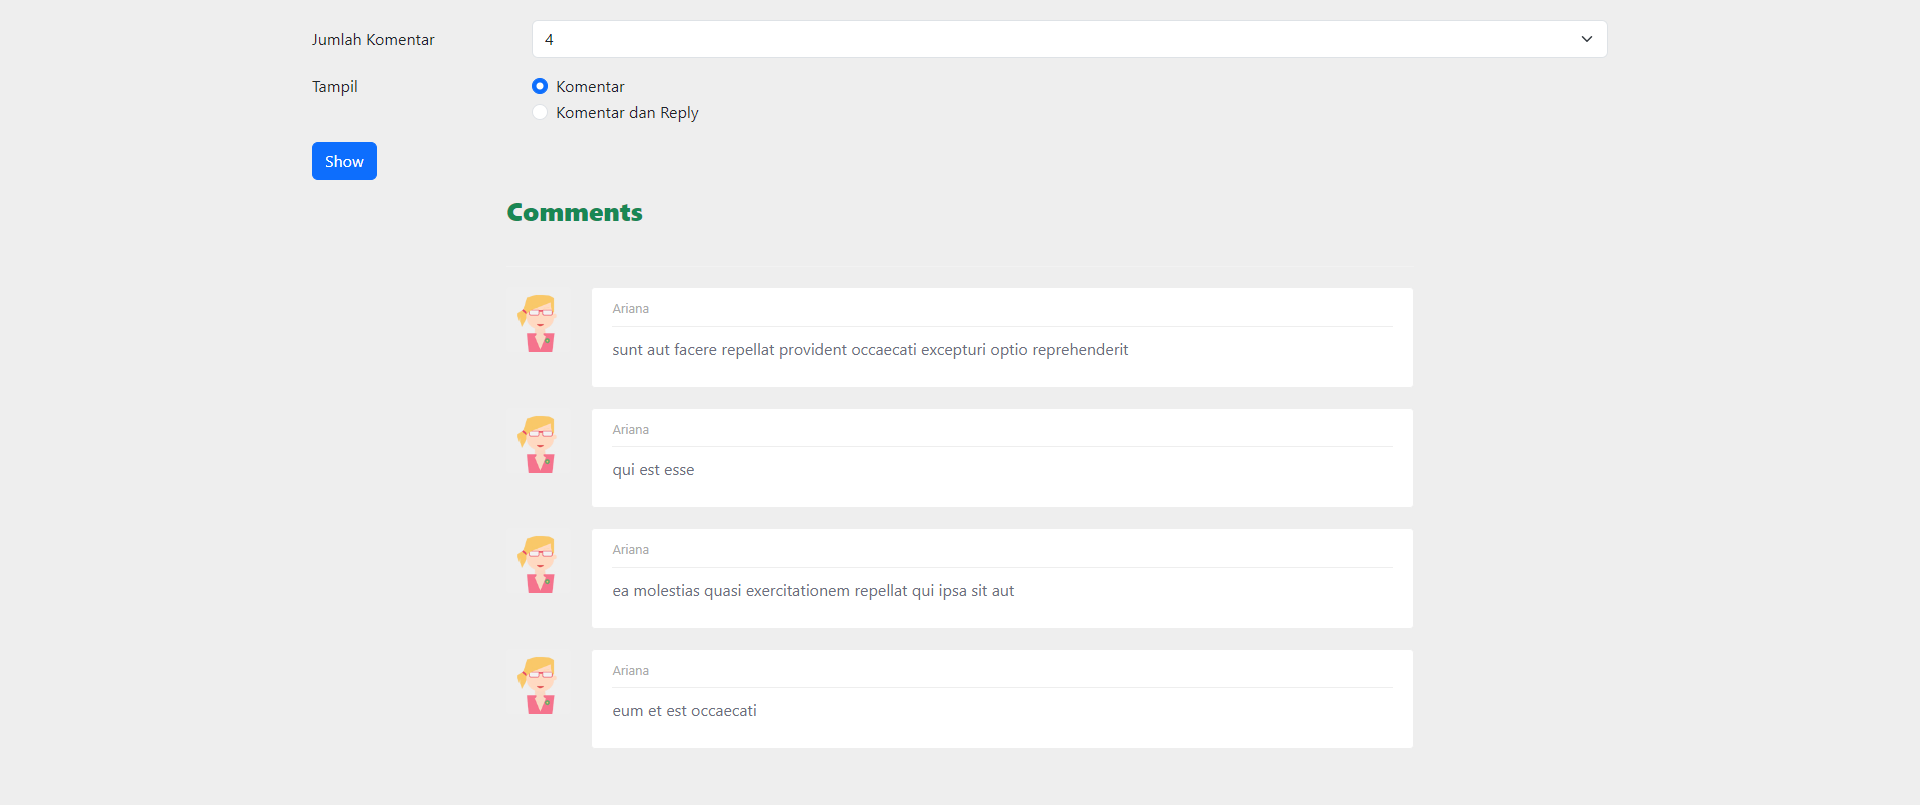 Jumlah Komentar
4
Tampil
Komentar
Komentar dan Reply
Show
Comments
Ariana
sunt aut facere repellat provident occaecati excepturi optio reprehenderit
Ariana
qui est esse
Ariana
ea molestias quasi exercitationem repellat qui ipsa sit aut
Ariana
eum et est occaecati